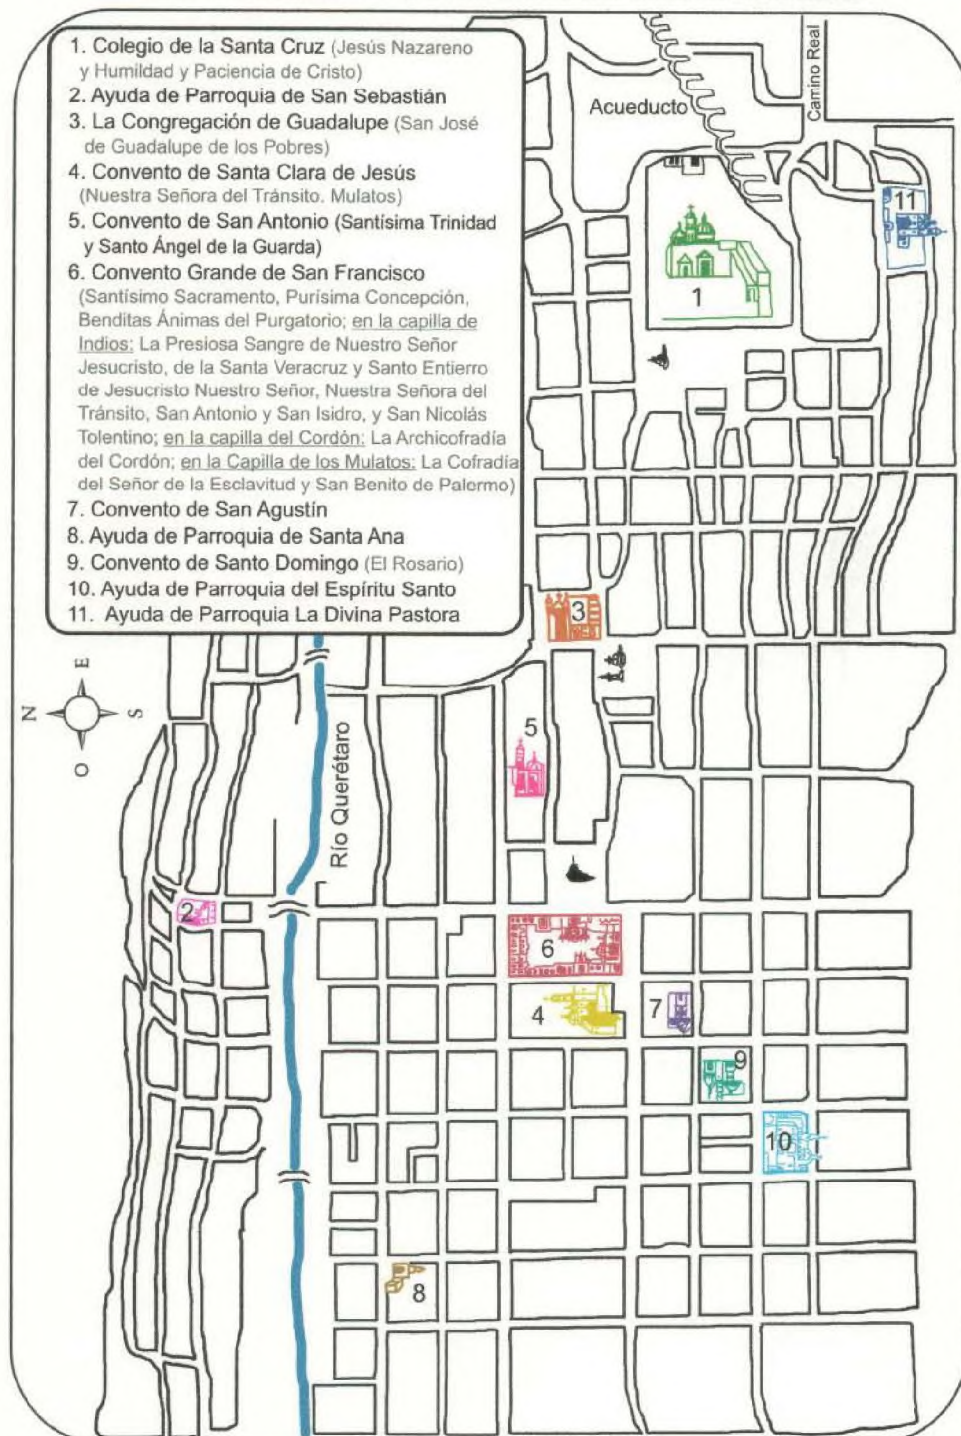 1. Colegio de la Santa Cruz (Jesús Nazareno
y Humildad y Paciencia de Cristo)
2. Ayuda de Parroquia de San Sebastián
3. La Congregación de Guadalupe (San José
de Guadalupe de los Pobres)
4. Convento de Santa Clara de Jesús
(Nuestra Señora del Tránsito. Mulatos)
5. Convento de San Antonio (Santísima Trinidad
y Santo Ángel de la Guarda)
6. Convento Grande de San Francisco
(Santísimo Sacramento, Purísima Concepción,
Benditas Ánimas del Purgatorio; en la capilla de
Indios: La Presiosa Sangre de Nuestro Señor
Jesucristo, de la Santa Veracruz y Santo Entierro
de Jesucristo Nuestro Señor, Nuestra Señora del
Tránsito, San Antonio y San Isidro, y San Nicolás
Tolentino; en la capilla del Cordón: La Archicofradía
del Cordón; en la Capilla de los Mulatos: La Cofradía
del Señor de la Esclavitud y San Benito de Palermo)
7. Convento de San Agustín
8. Ayuda de Parroquia de Santa Ana
9. Convento de Santo Domingo (El Rosario)
10. Ayuda de Parroquia del Espíritu Santo
11. Ayuda de Parroquia La Divina Pastora
Acueducto
Camino Real
11
1
3
E
N
S
O
5
Río Querétaro
2
6
4
7
9
10
8